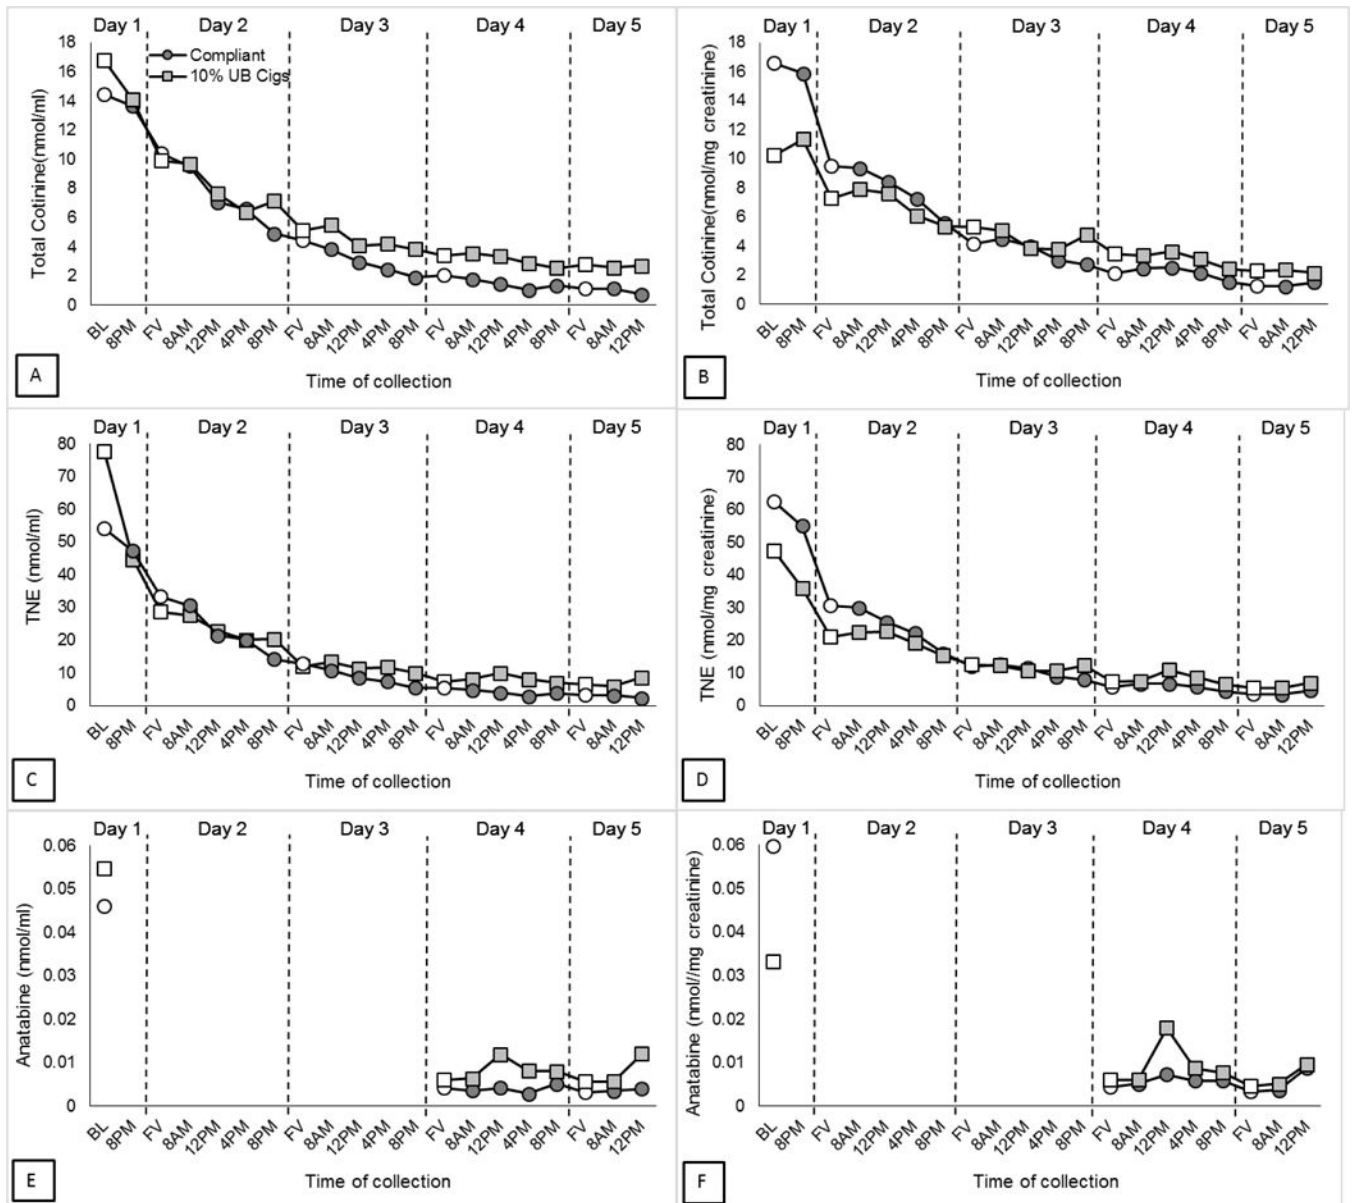 Day 1 Day 2 Day 3 Day 4 Day 5
Compliant
10% UB Cigs
18
16
14
12
10
8
6
4
2
0
Total Cotinine(nmol/ml)
BL 8PM FV 8AM 12PM 4PM 8PM FV 8AM 12PM 4PM 8PM FV 8AM 12PM 4PM 8PM FV 8AM 12PM
Time of collection
A
Day 1 Day 2 Day 3 Day 4 Day 5
18
16
14
12
10
8
6
4
2
0
Total Cotinine(nmol/mg creatinine)
BL 8PM FV 8AM 12PM 4PM 8PM FV 8AM 12PM 4PM 8PM FV 8AM 12PM 4PM 8PM FV 8AM 12PM
Time of collection
B
Day 1 Day 2 Day 3 Day 4 Day 5
80
70
60
50
40
30
20
10
0
TNE (nmol/ml)
BL 8PM FV 8AM 12PM 4PM 8PM FV 8AM 12PM 4PM 8PM FV 8AM 12PM 4PM 8PM FV 8AM 12PM
Time of collection
C
Day 1 Day 2 Day 3 Day 4 Day 5
80
70
60
50
40
30
20
10
0
TNE (nmol/mg creatinine)
BL 8PM FV 8AM 12PM 4PM 8PM FV 8AM 12PM 4PM 8PM FV 8AM 12PM 4PM 8PM FV 8AM 12PM
Time of collection
D
Day 1 Day 2 Day 3 Day 4 Day 5
0.06
0.05
0.04
0.03
0.02
0.01
0
Anatabine (nmol/ml)
BL 8PM FV 8AM 12PM 4PM 8PM FV 8AM 12PM 4PM 8PM FV 8AM 12PM 4PM 8PM FV 8AM 12PM
Time of collection
E
Day 1 Day 2 Day 3 Day 4 Day 5
0.06
0.05
0.04
0.03
0.02
0.01
0
Anatabine (nmol//mg creatinine)
BL 8PM FV 8AM 12PM 4PM 8PM FV 8AM 12PM 4PM 8PM FV 8AM 12PM 4PM 8PM FV 8AM 12PM
Time of collection
F